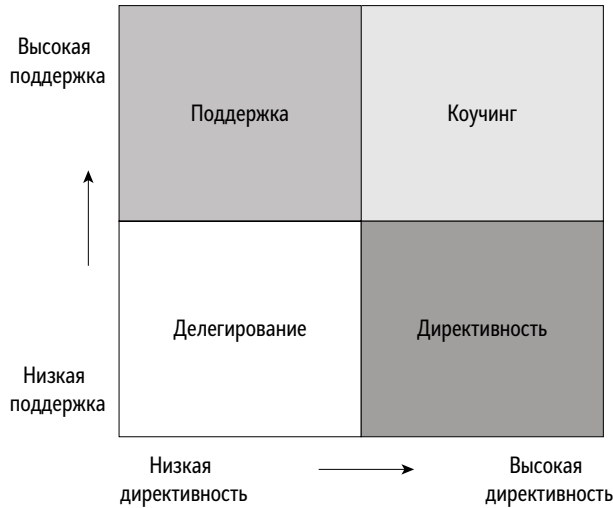 Высокая
поддержка
Поддержка
Коучинг
Делегирование
Директивность
Низкая
поддержка
Низкая
директивность
Высокая
директивность